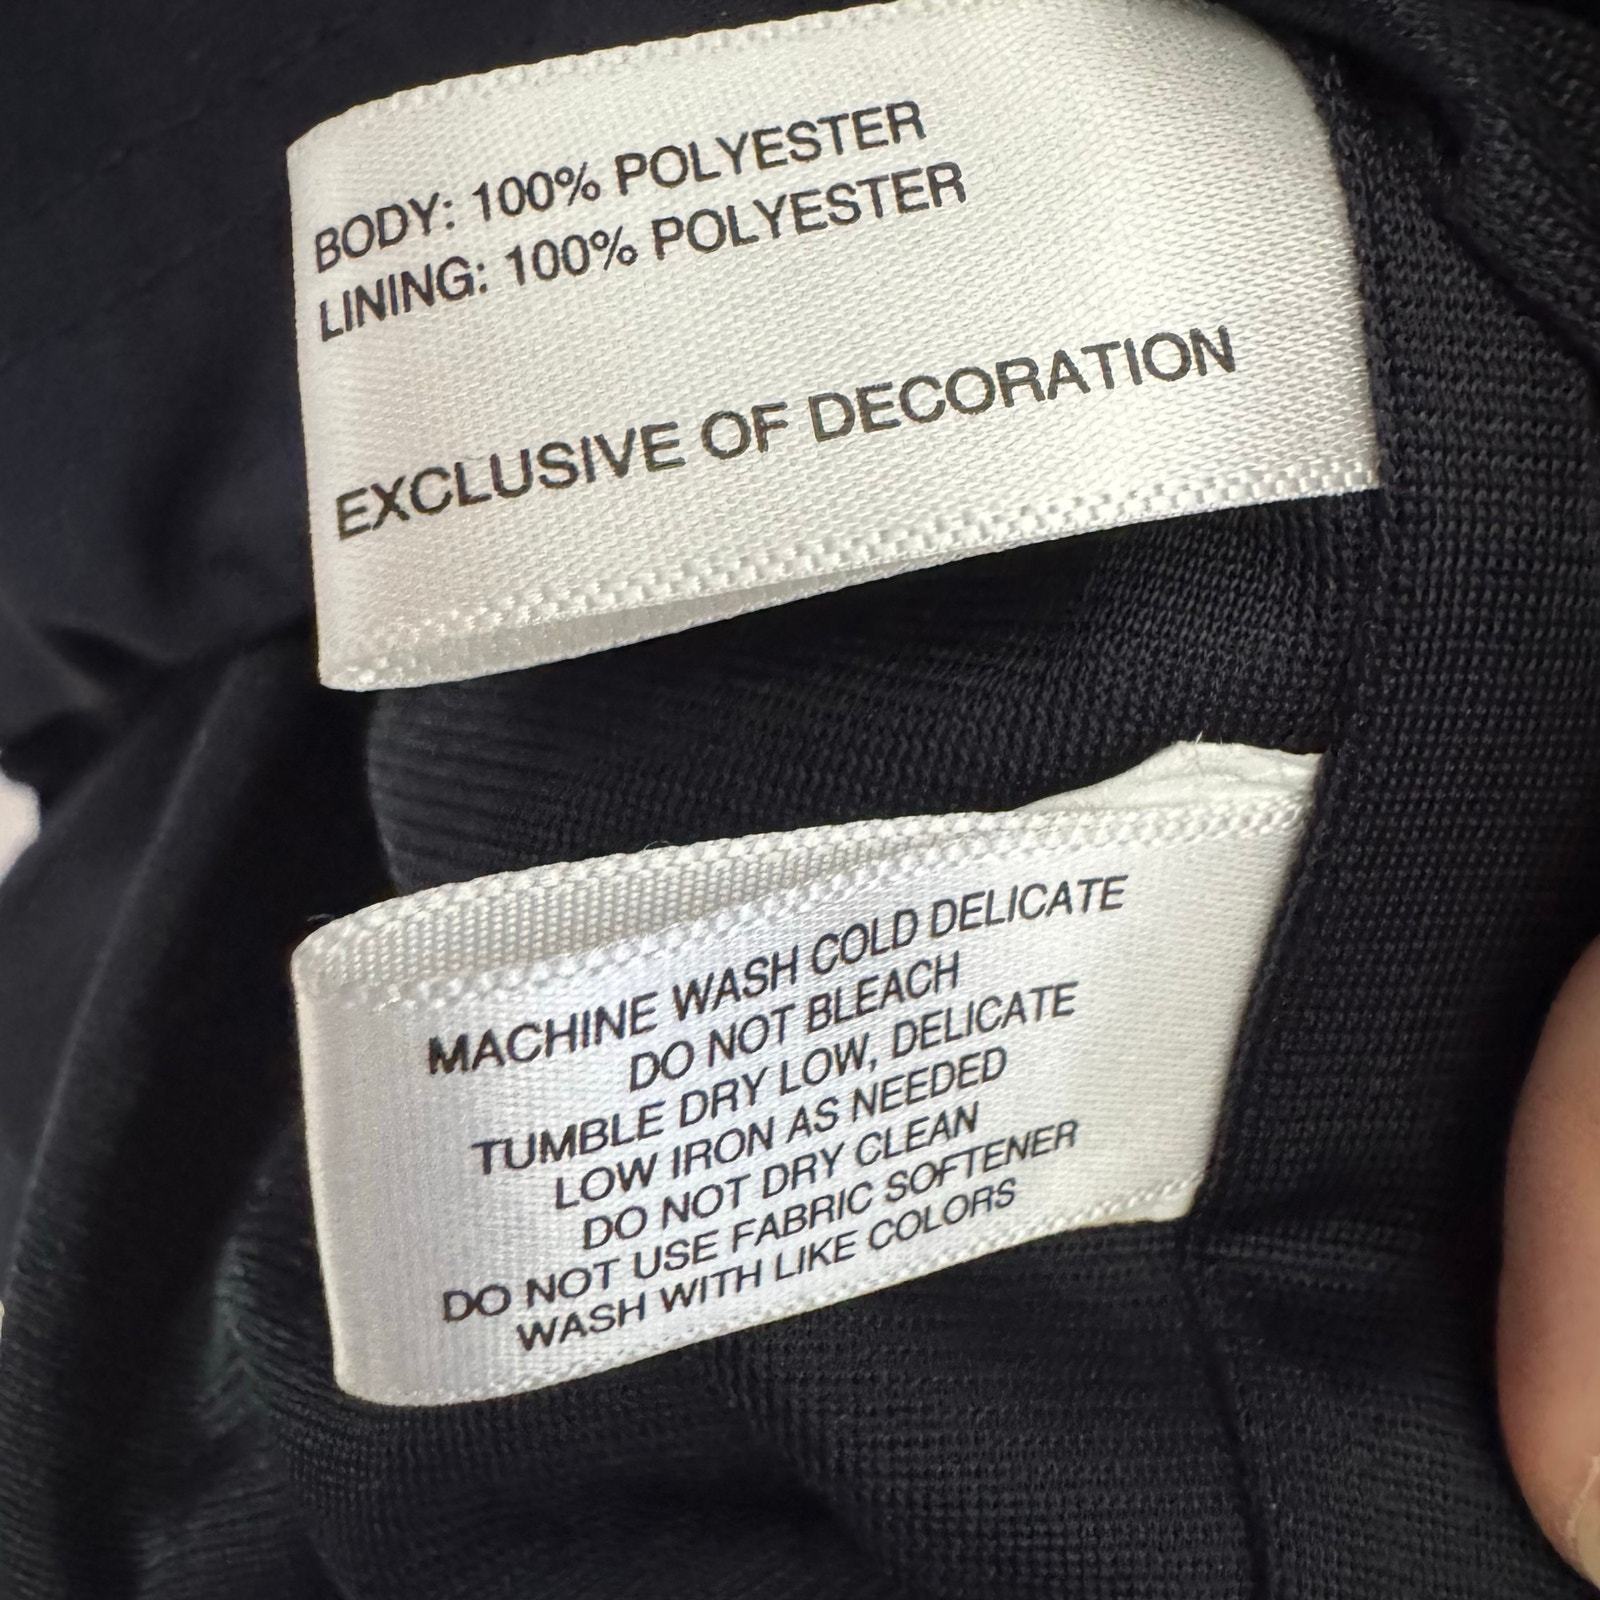 BODY: 100% POLYESTER
LINING: 100% POLYESTER
EXCLUSIVE OF DECORATION
MACHINE WASH COLD DELICATE
DO NOT BLEACH
TUMBLE DRY LOW, DELICATE
LOW IRON AS NEEDED
DO NOT DRY CLEAN
DO NOT USE FABRIC SOFTENER
WASH WITH LIKE COLORS